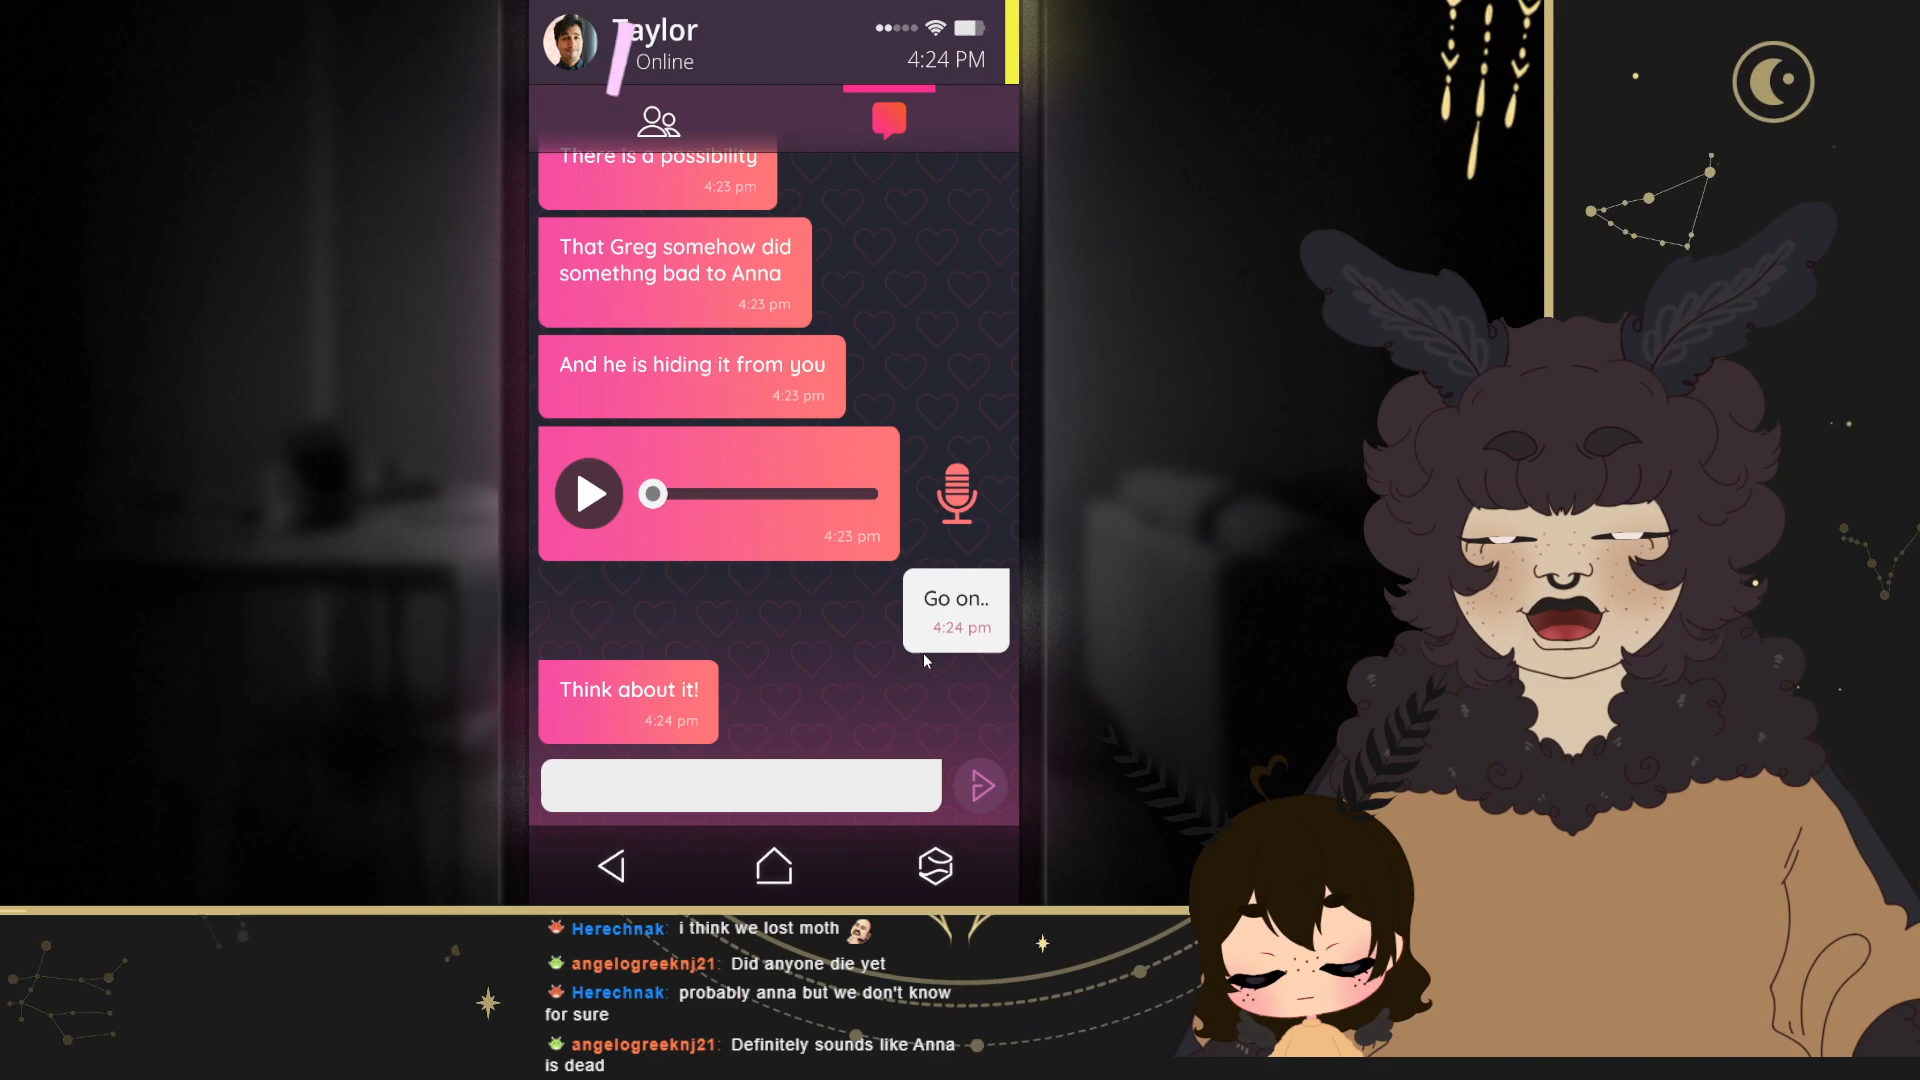 Taylor
Online
4:24 PM
There is a possibility
4:23 pm
That Greg somehow did
somethng bad to Anna
4:23 pm
And he is hiding it from you
4:23 pm
4:23 pm
Go on..
4:24 pm
Think about it!
4:24 pm
Herechnak: i think we lost moth
angelogreeknj21: Did anyone die yet
Herechnak: probably anna but we don't know
for sure
angelogreeknj21: Definitely sounds like Anna
is dead